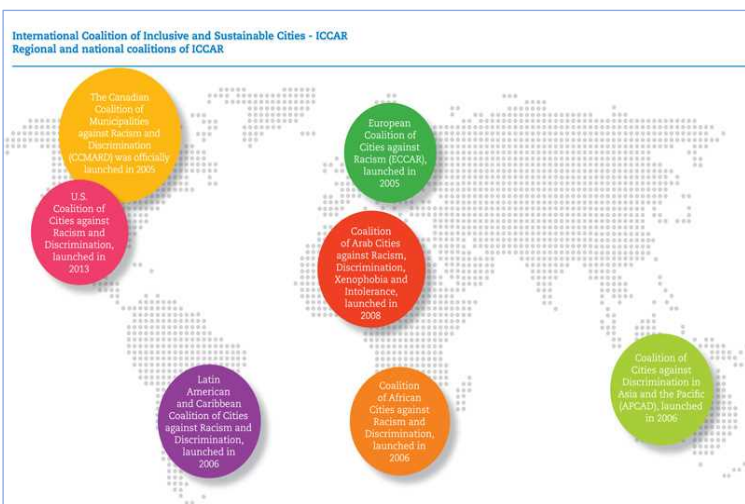 International Coalition of Inclusive and Sustainable Cities - ICCAR
Regional and national coalitions of ICCAR
The Canadian
Coalition of
Municipalities
against Racism and
Discrimination
(CCMARD) was officially
launched in 2005
U.S.
Coalition of
Cities against
Racism and
Discrimination,
launched in
2013
European
Coalition of
Cities against
Racism (ECCAR),
launched in
2005
Coalition
of Arab Cities
against Racism,
Discrimination,
Xenophobia and
Intolerance,
launched in
2008
Latin
American
and Caribbean
Coalition of Cities
against Racism and
Discrimination,
launched in
2006
Coalition
of African
Cities against
Racism and
Discrimination,
launched in
2006
Coalition of
Cities against
Discrimination in
Asia and the Pacific
(APCAD), launched
in 2006